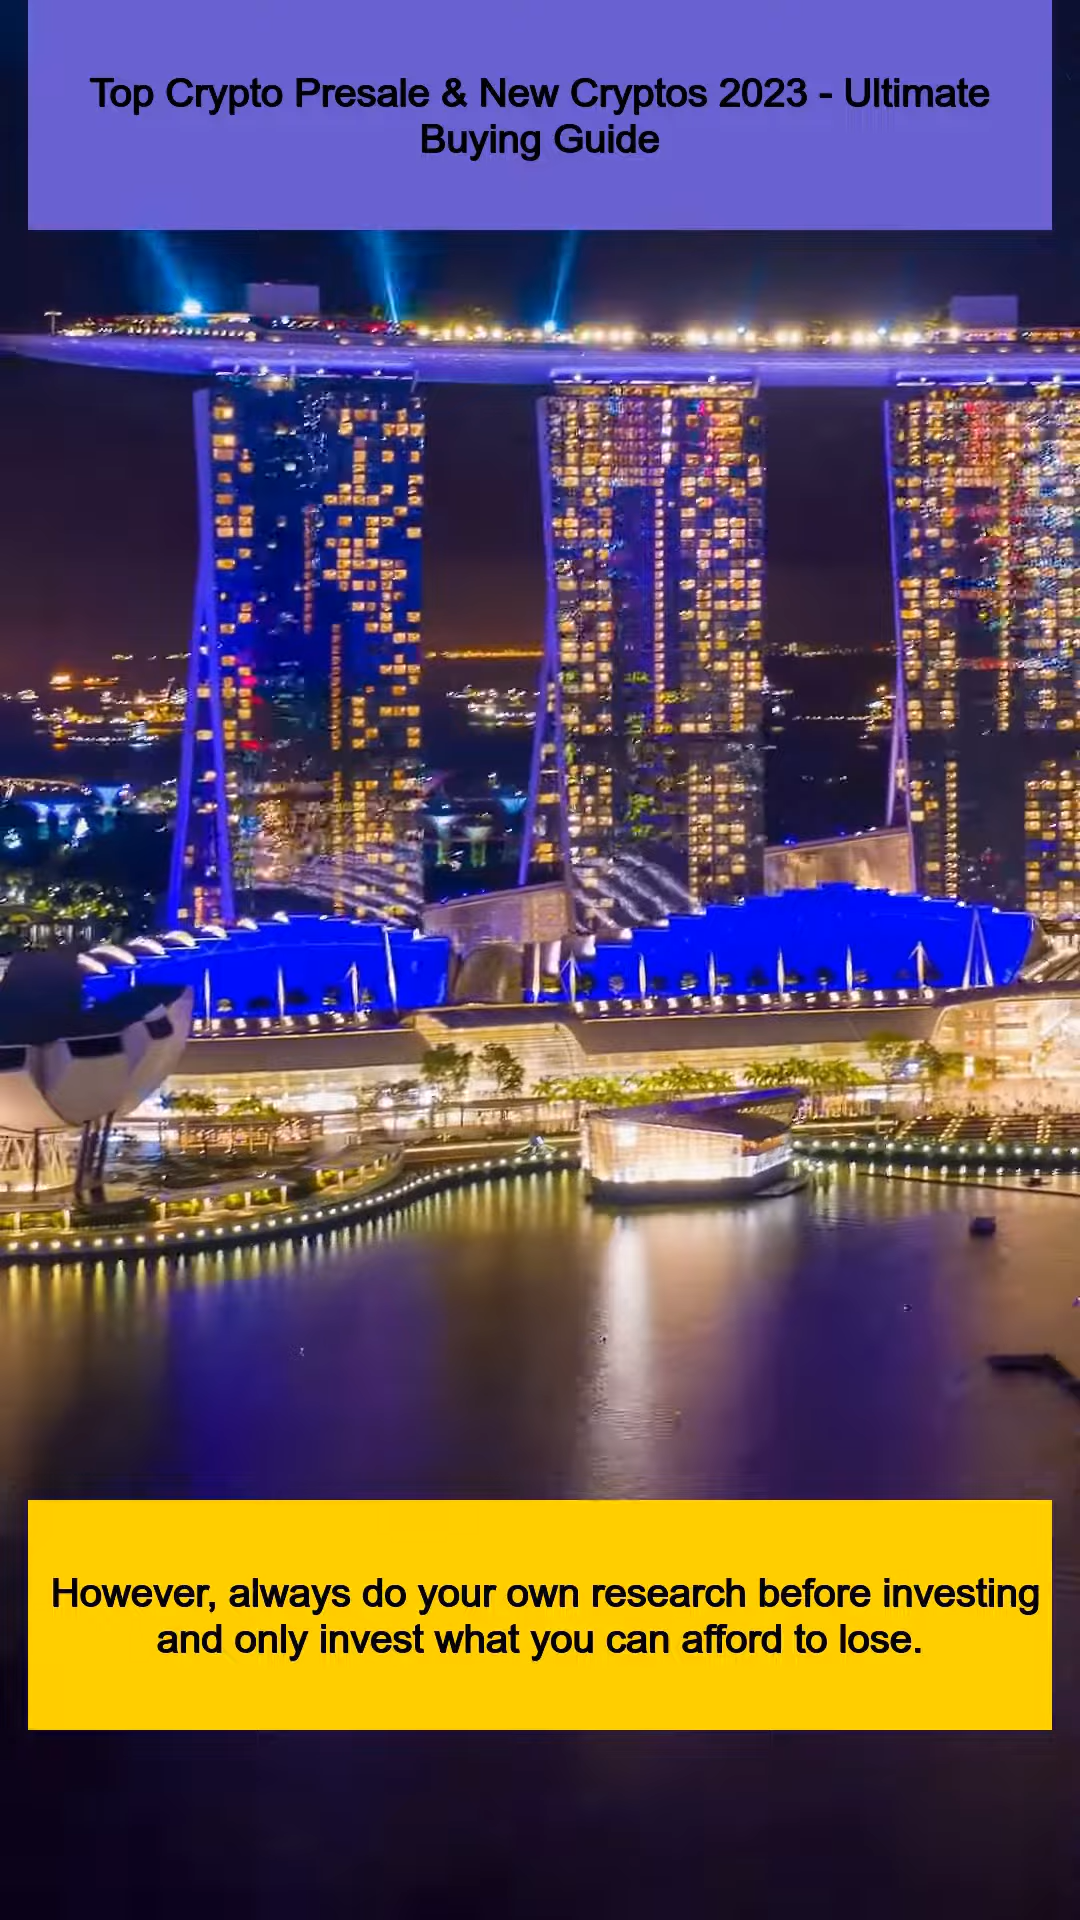 Top Crypto Presale & New Cryptos 2023 - Ultimate
Buying Guide
However, always do your own research before investing
and only invest what you can afford to lose.